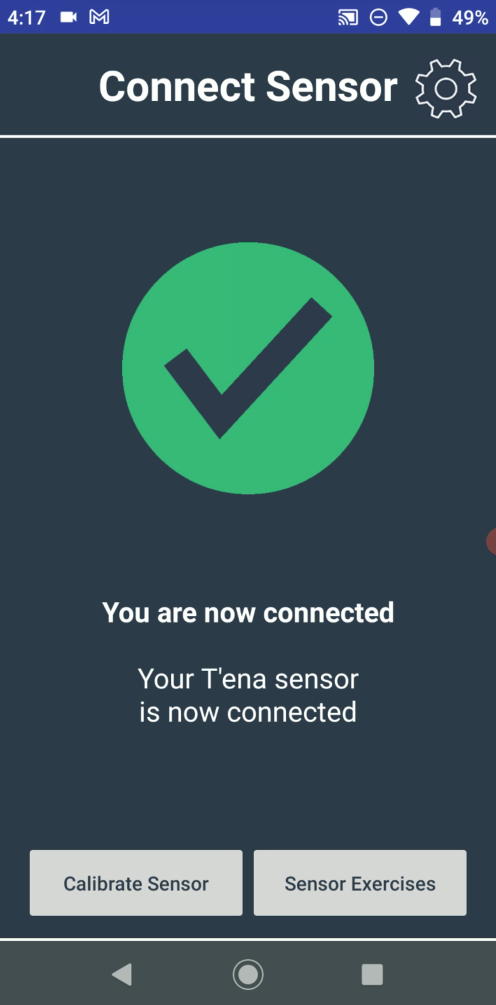 4:17
49%
Connect Sensor
You are now connected
Your T'ena sensor
is now connected
Calibrate Sensor
Sensor Exercises